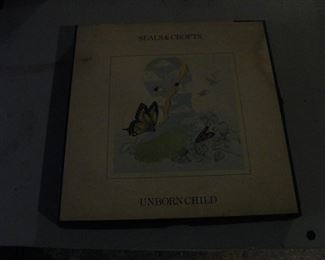 SEALS & CROFTS
UNBORN CHILD